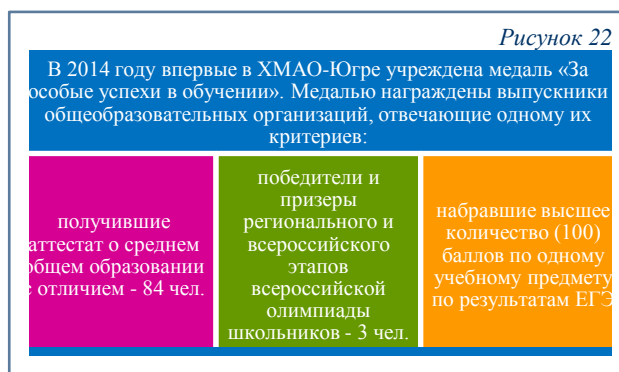 Рисунок 22
В 2014 году впервые в ХМАО-Югре учреждена медаль «За
особые успехи в обучении». Медалью награждены выпускники
общеобразовательных организаций, отвечающие одному их
критериев:
получившие
аттестат о среднем
общем образовании
с отличием - 84 чел.
победители и
призеры
регионального и
всероссийского
этапов
всероссийской
олимпиады
школьников - 3 чел.
набравшие высшее
количество (100)
баллов по одному
учебному предмету
по результатам ЕГЭ